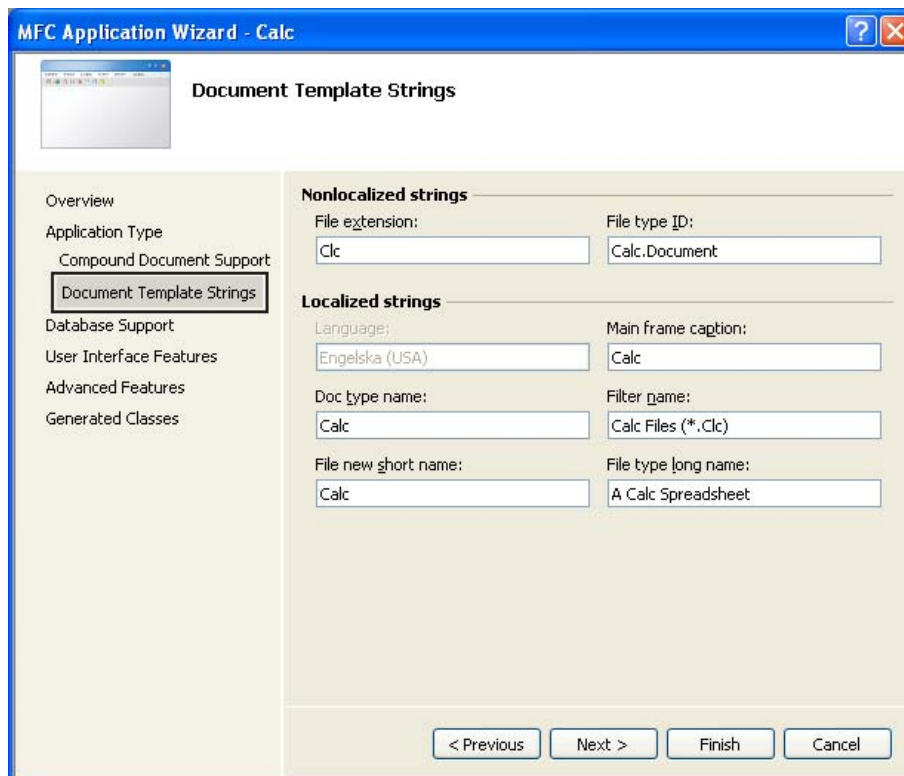 MFC Application Wizard - Calc
Document Template Strings
Overview
Application Type
Compound Document Support
Document Template Strings
Database Support
User Interface Features
Advanced Features
Generated Classes
Nonlocalized strings
File extension:
File type ID:
Clc
Calc.Document
Localized strings
Language:
Main frame caption:
Engelska (USA)
Calc
Doc type name:
Filter name:
Calc
Calc Files (*.Clc)
File new short name:
File type long name:
Calc
A Calc Spreadsheet
< Previous
Next >
Finish
Cancel